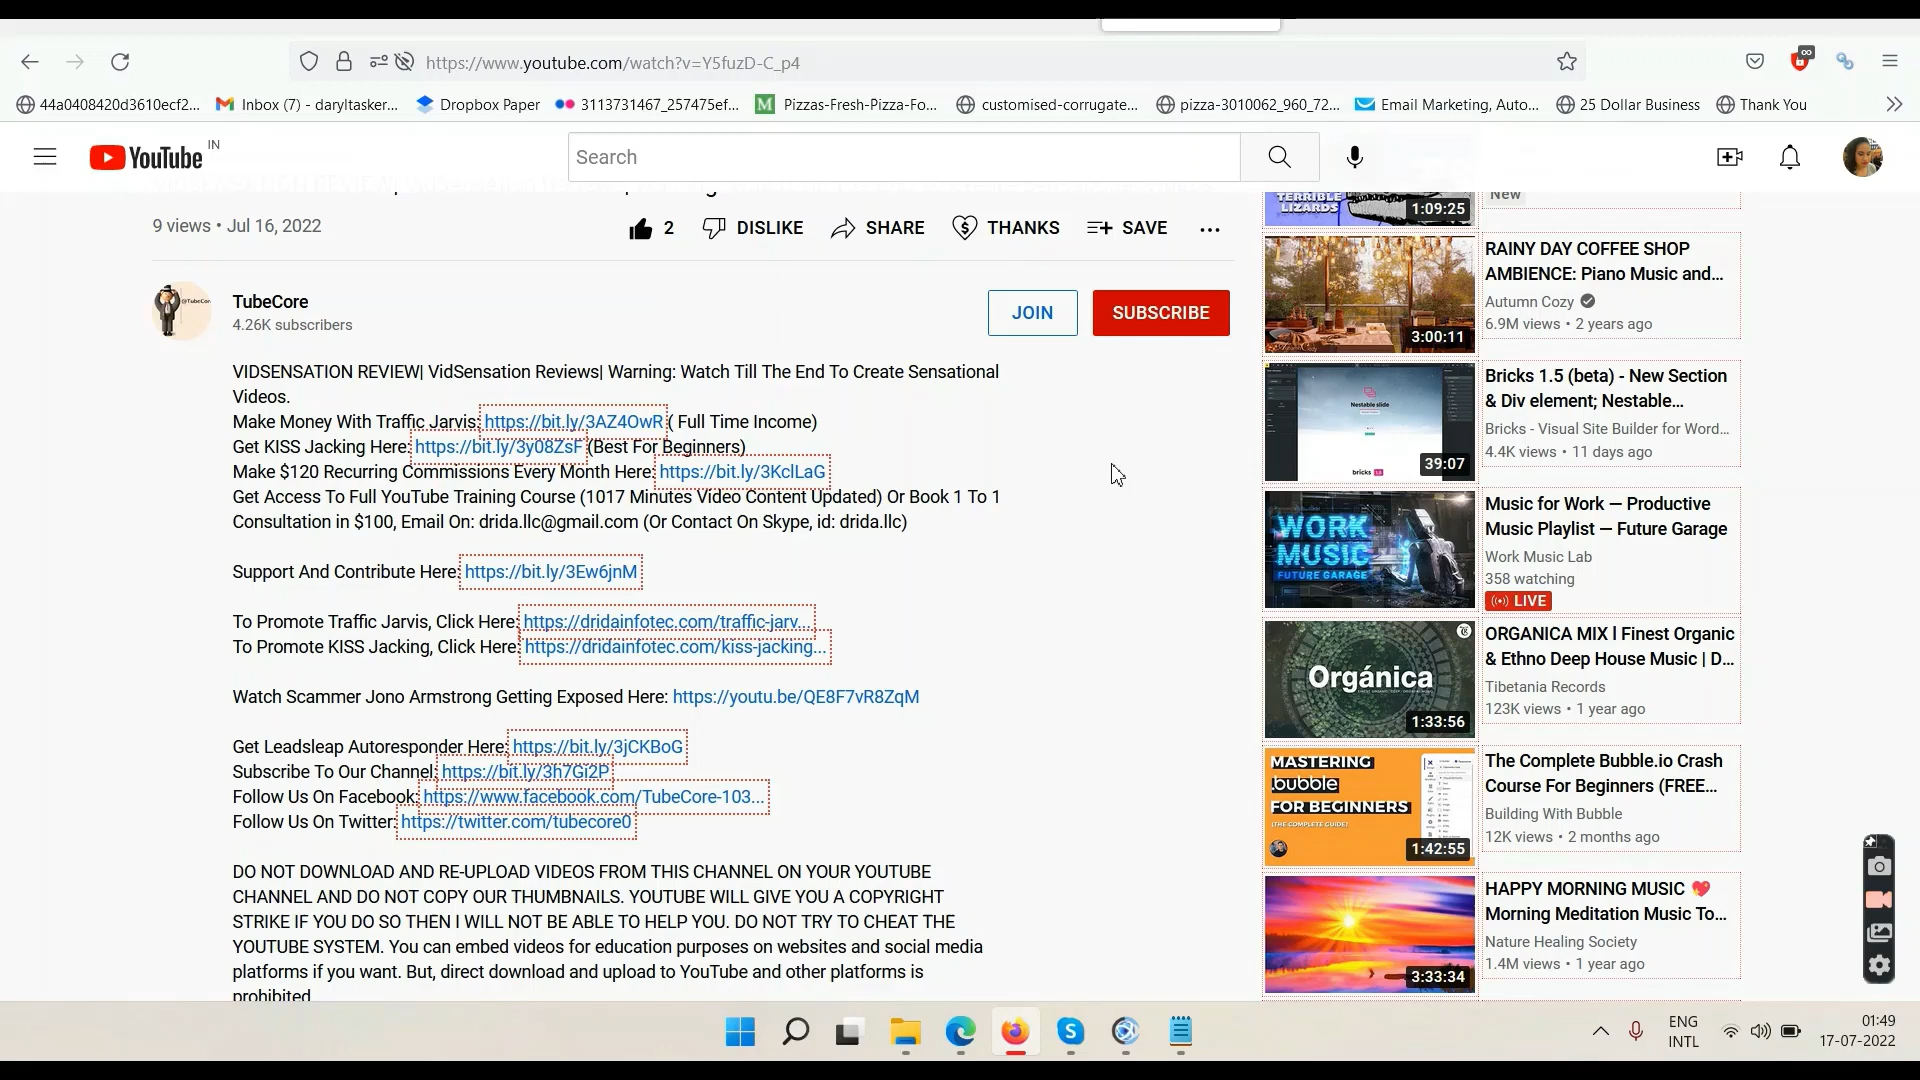 https://www.youtube.com/watch?v=Y5fuzD-C_p4
44a0408420d3610ecf2...
Inbox (7) - daryltasker...
Dropbox Paper
3113731467_257475ef...
Pizzas-Fresh-Pizza-Fo...
customised-corrugate...
pizza-3010062_960_72...
Email Marketing, Auto...
25 Dollar Business
Thank You
YouTube IN
Search
9 views • Jul 16, 2022
2
DISLIKE
SHARE
THANKS
SAVE
TubeCore
4.26K subscribers
JOIN
SUBSCRIBE
VIDSENSATION REVIEW| VidSensation Reviews| Warning: Watch Till The End To Create Sensational
Videos.
Make Money With Traffic Jarvis: https://bit.ly/3AZ4OwR ( Full Time Income)
Get KISS Jacking Here: https://bit.ly/3y08ZsF (Best For Beginners)
Make $120 Recurring Commissions Every Month Here: https://bit.ly/3KclLaG
Get Access To Full YouTube Training Course (1017 Minutes Video Content Updated) Or Book 1 To 1
Consultation in $100, Email On: drida.llc@gmail.com (Or Contact On Skype, id: drida.llc)
Support And Contribute Here: https://bit.ly/3Ew6jnM
To Promote Traffic Jarvis, Click Here: https://dridainfotec.com/traffic-jarv...
To Promote KISS Jacking, Click Here: https://dridainfotec.com/kiss-jacking...
Watch Scammer Jono Armstrong Getting Exposed Here: https://youtu.be/QE8F7vR8ZqM
Get Leadsleap Autoresponder Here: https://bit.ly/3jCKBoG
Subscribe To Our Channel: https://bit.ly/3h7Gi2P
Follow Us On Facebook: https://www.facebook.com/TubeCore-103...
Follow Us On Twitter: https://twitter.com/tubecore0
DO NOT DOWNLOAD AND RE-UPLOAD VIDEOS FROM THIS CHANNEL ON YOUR YOUTUBE
CHANNEL AND DO NOT COPY OUR THUMBNAILS. YOUTUBE WILL GIVE YOU A COPYRIGHT
STRIKE IF YOU DO SO THEN I WILL NOT BE ABLE TO HELP YOU. DO NOT TRY TO CHEAT THE
YOUTUBE SYSTEM. You can embed videos for education purposes on websites and social media
platforms if you want. But, direct download and upload to YouTube and other platforms is
prohibited
TERRIBLE
LIZARDS
1:09:25
New
3:00:11
RAINY DAY COFFEE SHOP
AMBIENCE: Piano Music and...
Autumn Cozy
6.9M views • 2 years ago
Nestable slide
bricks
39:07
Bricks 1.5 (beta) - New Section
& Div element; Nestable...
Bricks - Visual Site Builder for Word...
4.4K views • 11 days ago
WORK
MUSIC
FUTURE GARAGE
Music for Work — Productive
Music Playlist — Future Garage
Work Music Lab
358 watching
LIVE
Orgánica
1:33:56
ORGANICA MIX l Finest Organic
& Ethno Deep House Music | D...
Tibetania Records
123K views • 1 year ago
MASTERING
.bubble
FOR BEGINNERS
(THE COMPLETE GUIDE)
1:42:55
The Complete Bubble.io Crash
Course For Beginners (FREE...
Building With Bubble
12K views • 2 months ago
3:33:34
HAPPY MORNING MUSIC 💖
Morning Meditation Music To...
Nature Healing Society
1.4M views • 1 year ago
ENG
INTL
01:49
17-07-2022